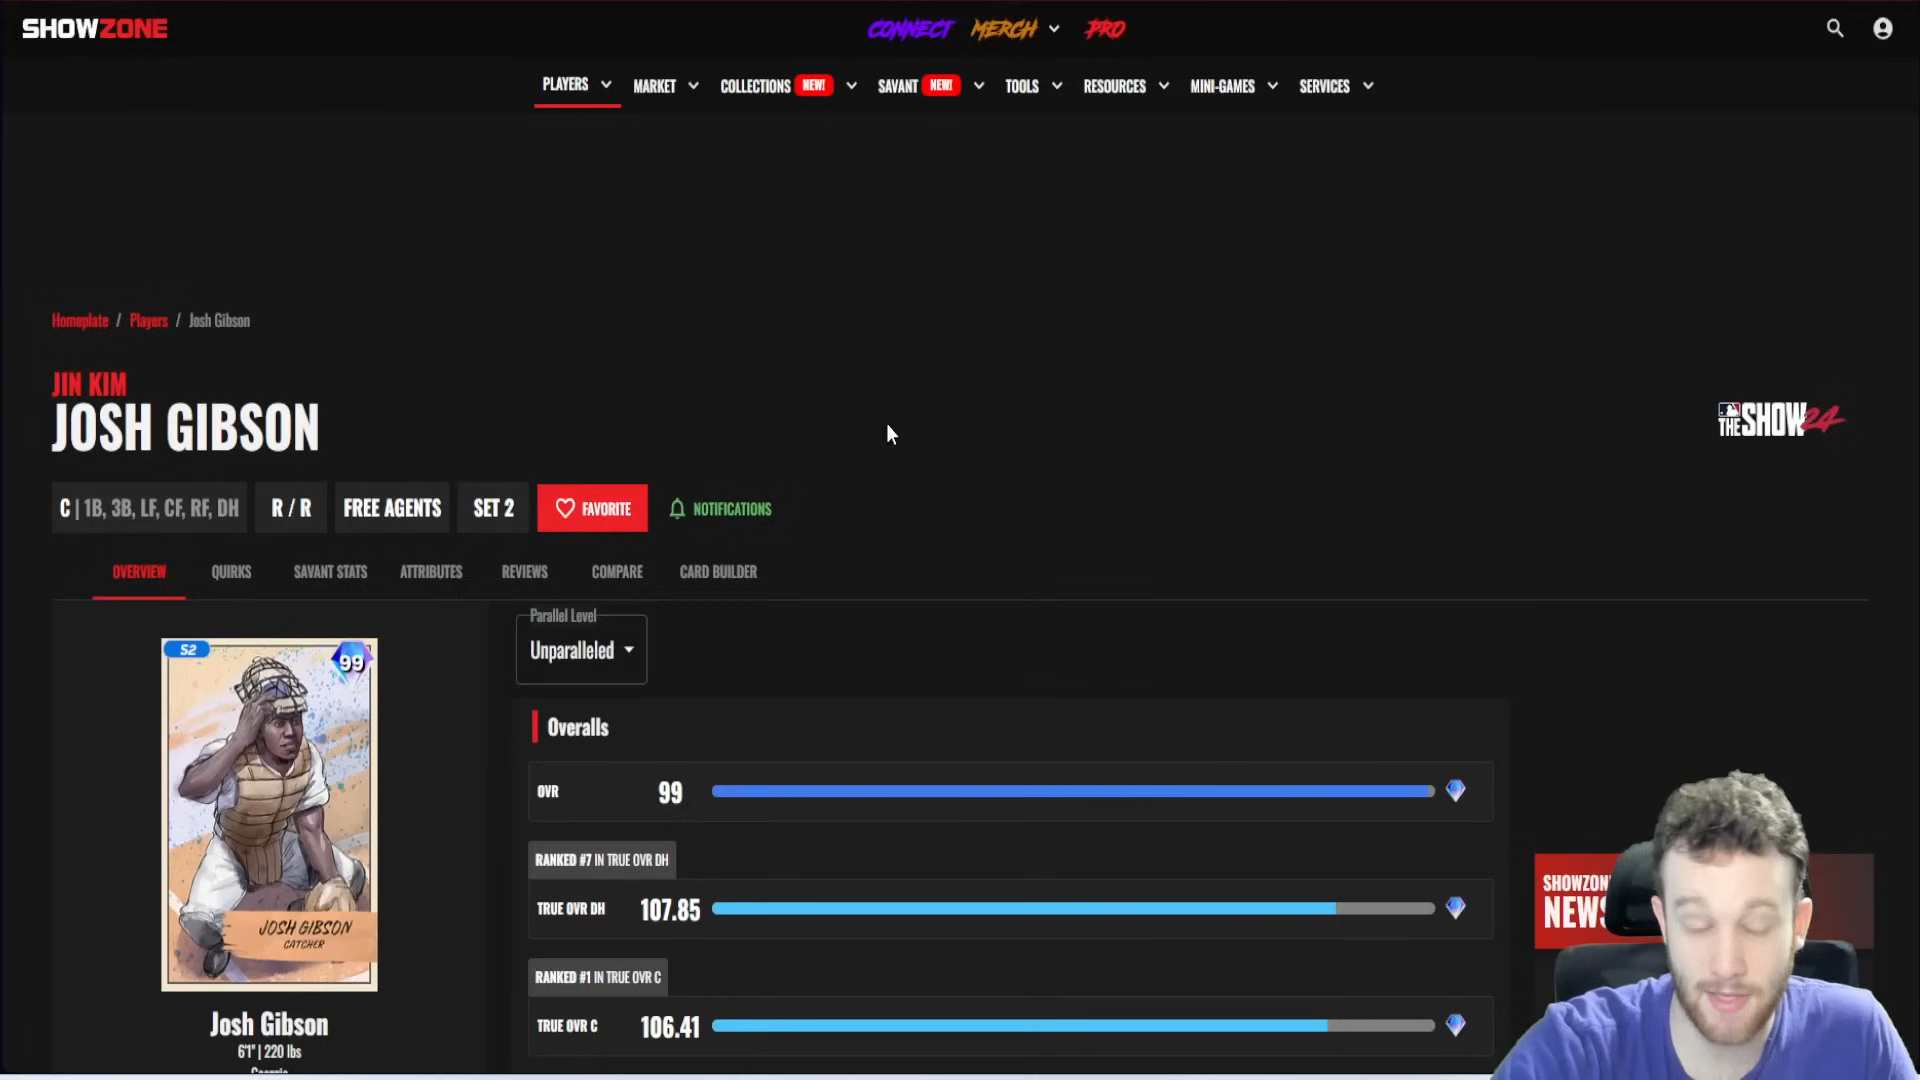 SHOWZONE
CONNECT MERCH PRO
PLAYERS MARKET COLLECTIONS NEW! SAVANT NEW! TOOLS RESOURCES MINI-GAMES SERVICES
Homeplate / Players / Josh Gibson
JIN KIM
JOSH GIBSON
THE SHOW 24
C | 1B, 3B, LF, CF, RF, DH R / R FREE AGENTS SET 2 FAVORITE NOTIFICATIONS
OVERVIEW QUIRKS SAVANT STATS ATTRIBUTES REVIEWS COMPARE CARD BUILDER
Parallel Level
Unparalleled
S2
99
JOSH GIBSON
CATCHER
Josh Gibson
6'1" | 220 lbs
Georgia
Overalls
OVR 99
RANKED #7 IN TRUE OVR DH
TRUE OVR DH 107.85
RANKED #1 IN TRUE OVR C
TRUE OVR C 106.41
SHOWZONE
NEWS